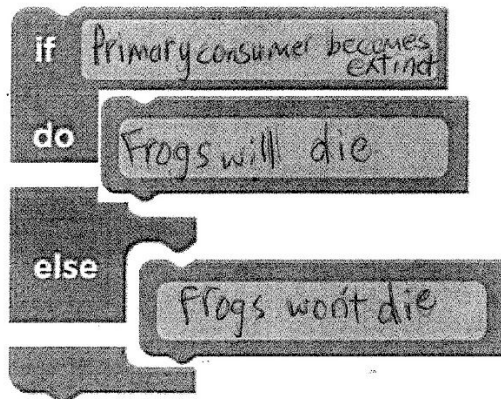 if Primary consumer becomes
extinct
do Frogs will die
else
Frogs won't die